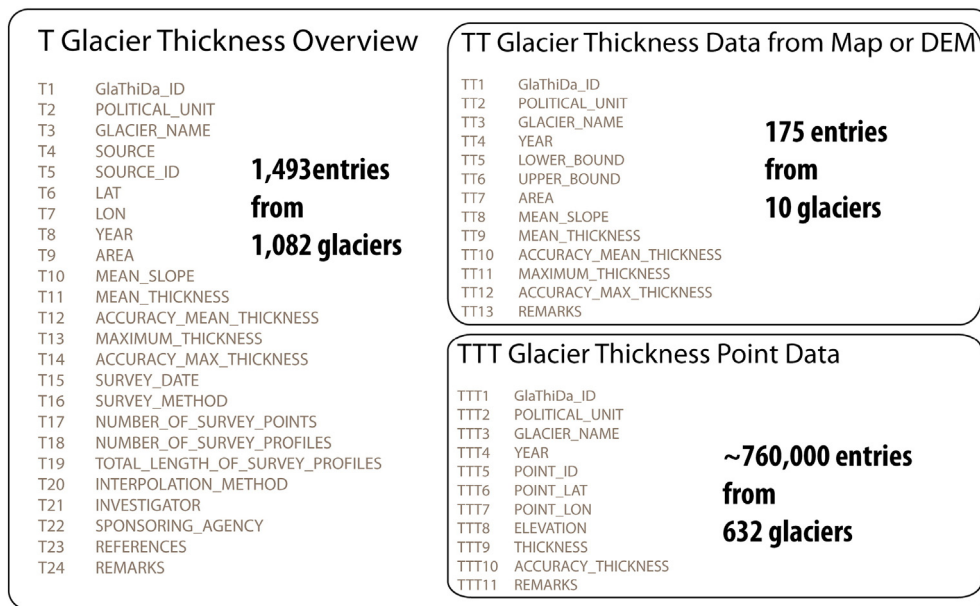 T Glacier Thickness Overview
T1 GlaThiDa_ID
T2 POLITICAL_UNIT
T3 GLACIER_NAME
T4 SOURCE
T5 SOURCE_ID
T6 LAT
T7 LON
T8 YEAR
T9 AREA
T10 MEAN_SLOPE
T11 MEAN_THICKNESS
T12 ACCURACY_MEAN_THICKNESS
T13 MAXIMUM_THICKNESS
T14 ACCURACY_MAX_THICKNESS
T15 SURVEY_DATE
T16 SURVEY_METHOD
T17 NUMBER_OF_SURVEY_POINTS
T18 NUMBER_OF_SURVEY_PROFILES
T19 TOTAL_LENGTH_OF_SURVEY_PROFILES
T20 INTERPOLATION_METHOD
T21 INVESTIGATOR
T22 SPONSORING_AGENCY
T23 REFERENCES
T24 REMARKS
1,493entries
from
1,082 glaciers
TT Glacier Thickness Data from Map or DEM
TT1 GlaThiDa_ID
TT2 POLITICAL_UNIT
TT3 GLACIER_NAME
TT4 YEAR
TT5 LOWER_BOUND
TT6 UPPER_BOUND
TT7 AREA
TT8 MEAN_SLOPE
TT9 MEAN_THICKNESS
TT10 ACCURACY_MEAN_THICKNESS
TT11 MAXIMUM_THICKNESS
TT12 ACCURACY_MAX_THICKNESS
TT13 REMARKS
175 entries
from
10 glaciers
TTT Glacier Thickness Point Data
TTT1 GlaThiDa_ID
TTT2 POLITICAL_UNIT
TTT3 GLACIER_NAME
TTT4 YEAR
TTT5 POINT_ID
TTT6 POINT_LAT
TTT7 POINT_LON
TTT8 ELEVATION
TTT9 THICKNESS
TTT10 ACCURACY_THICKNESS
TTT11 REMARKS
~760,000 entries
from
632 glaciers